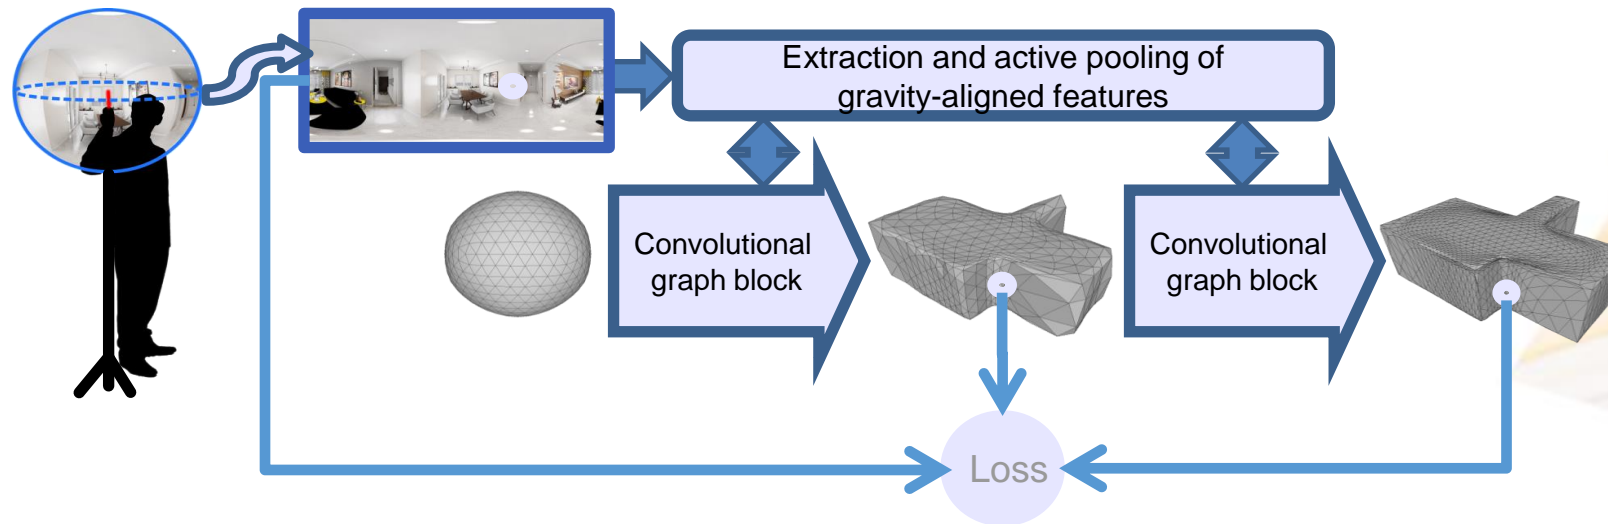 Extraction and active pooling of
gravity-aligned features
Convolutional
graph block
Convolutional
graph block
Loss